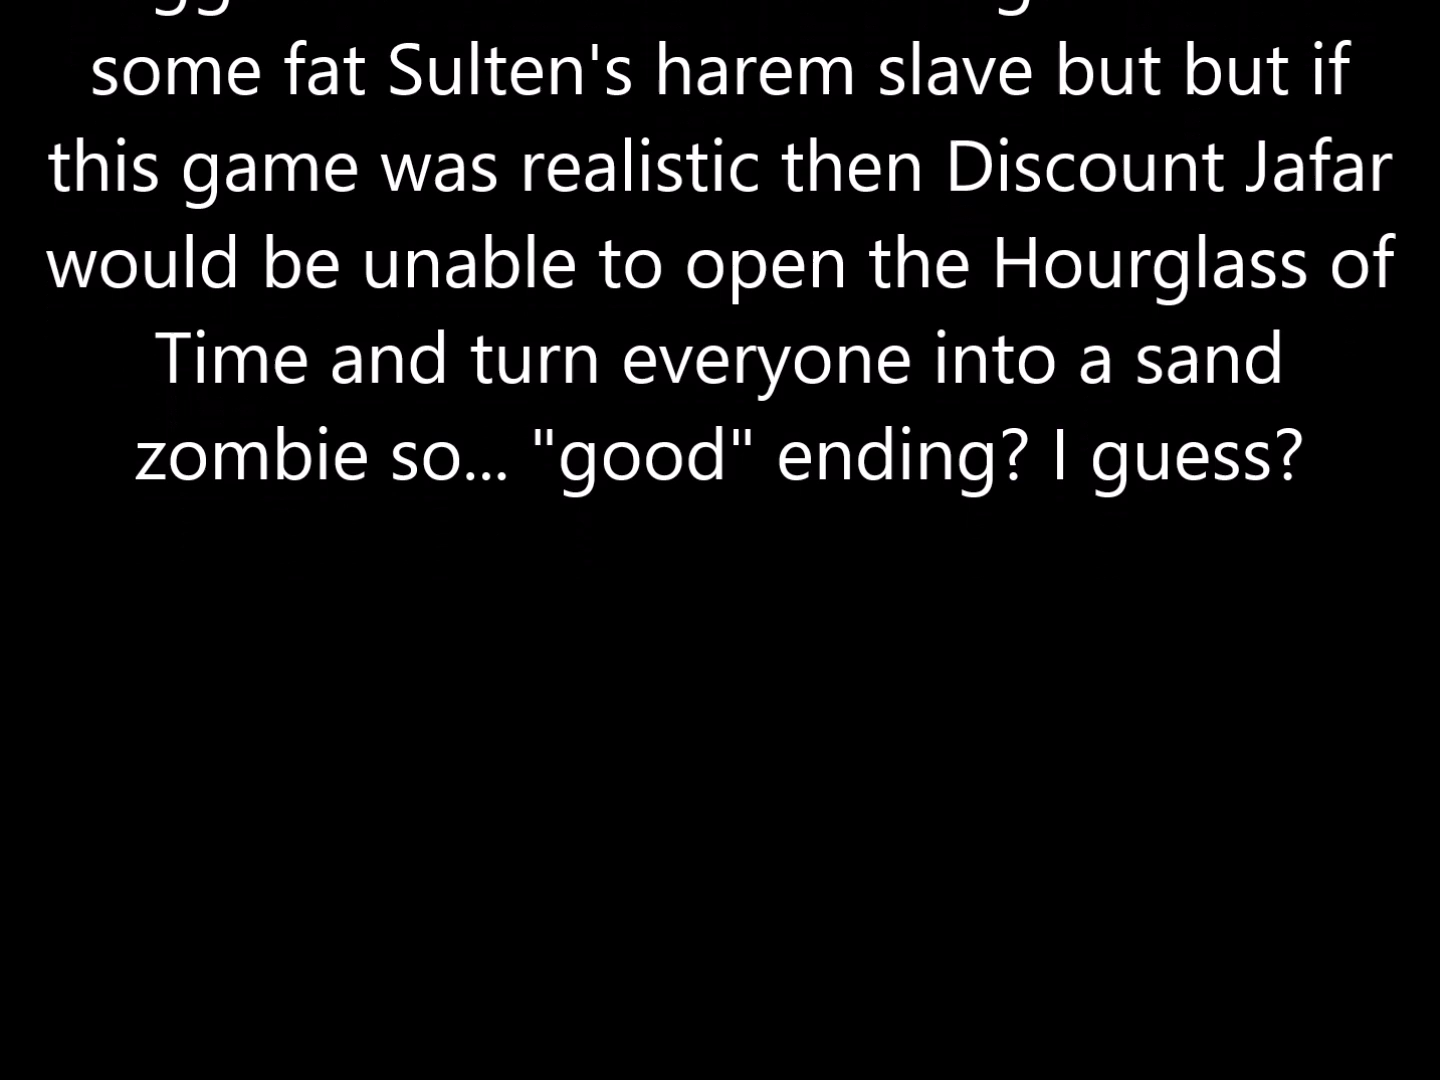 some fat Sulten's harem slave but but if
this game was realistic then Discount Jafar
would be unable to open the Hourglass of
Time and turn everyone into a sand
zombie so... "good" ending? I guess?